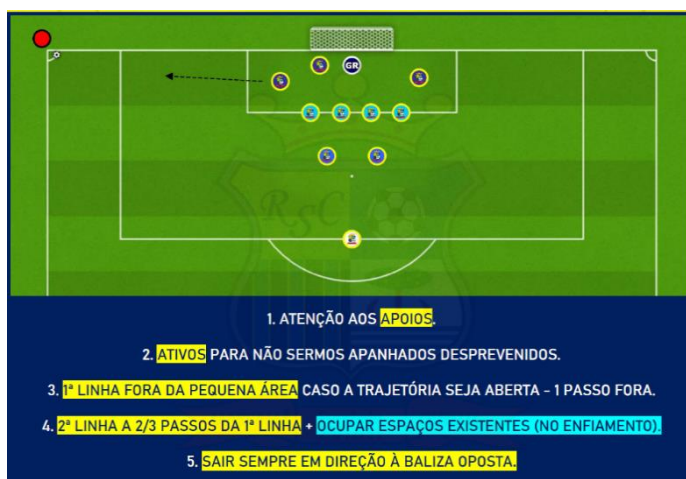 GR
RSC
1. ATENÇÃO AOS APOIOS.
2. ATIVOS PARA NÃO SERMOS APANHADOS DESPREVENIDOS.
3. 1ª LINHA FORA DA PEQUENA ÁREA CASO A TRAJETÓRIA SEJA ABERTA – 1 PASSO FORA.
4. 2ª LINHA A 2/3 PASSOS DA 1ª LINHA + OCUPAR ESPAÇOS EXISTENTES (NO ENFIAMENTO).
5. SAIR SEMPRE EM DIREÇÃO À BALIZA OPOSTA.